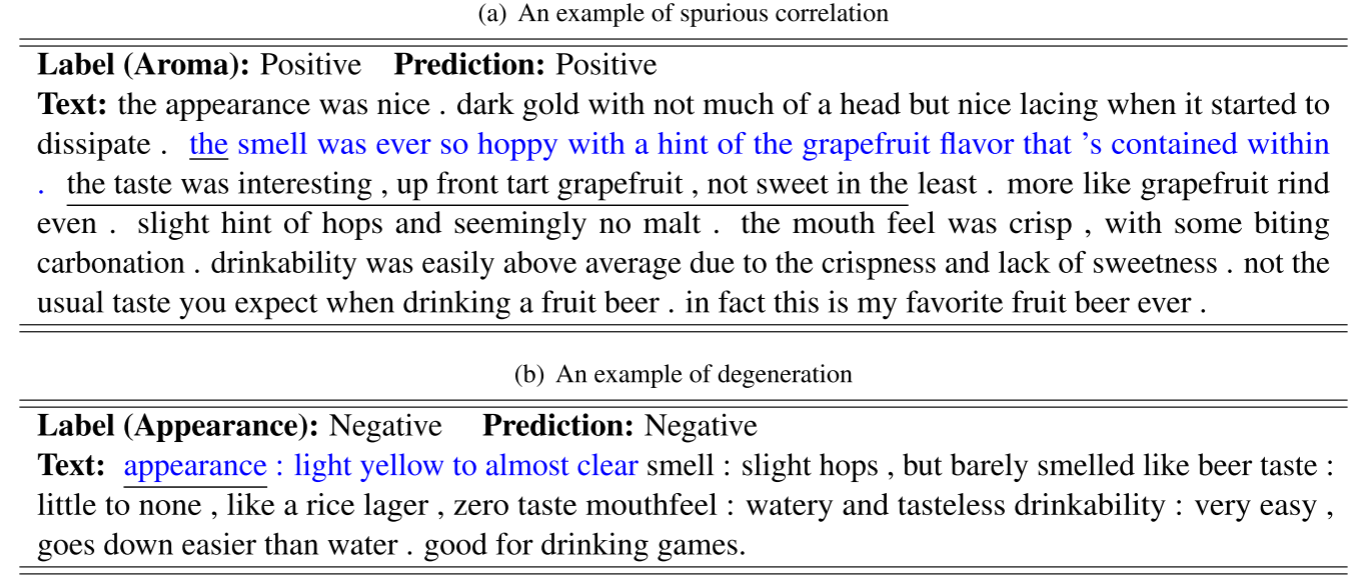 (a) An example of spurious correlation
Label (Aroma): Positive Prediction: Positive
Text: the appearance was nice . dark gold with not much of a head but nice lacing when it started to
dissipate . the smell was ever so hoppy with a hint of the grapefruit flavor that 's contained within
. the taste was interesting , up front tart grapefruit , not sweet in the least . more like grapefruit rind
even . slight hint of hops and seemingly no malt . the mouth feel was crisp , with some biting
carbonation . drinkability was easily above average due to the crispness and lack of sweetness . not the
usual taste you expect when drinking a fruit beer . in fact this is my favorite fruit beer ever .
(b) An example of degeneration
Label (Appearance): Negative Prediction: Negative
Text: appearance : light yellow to almost clear smell : slight hops , but barely smelled like beer taste :
little to none , like a rice lager , zero taste mouthfeel : watery and tasteless drinkability : very easy ,
goes down easier than water . good for drinking games.